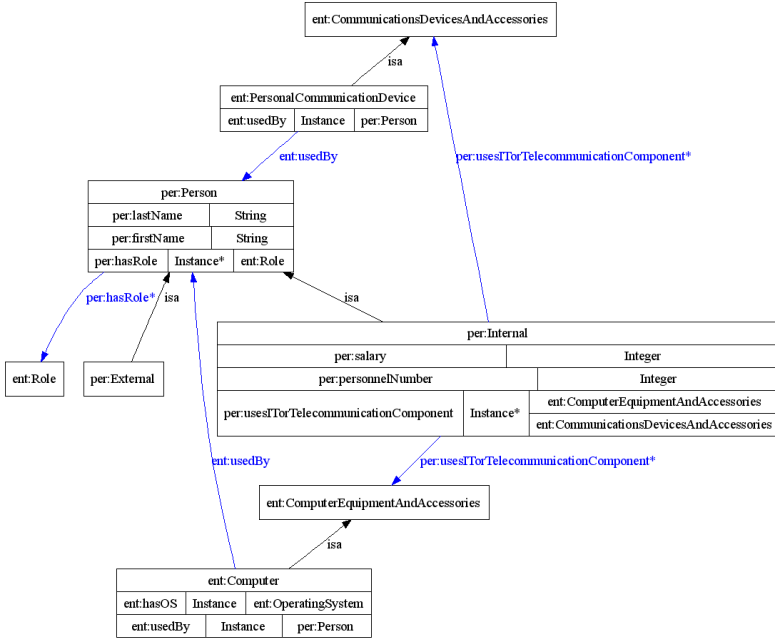 ent:CommunicationsDevicesAndAccessories
isa
ent:PersonalCommunicationDevice
ent:usedBy Instance per:Person
ent:usedBy
per:usesITorTelecommunicationComponent*
per:Person
per:lastName String
per:firstName String
per:hasRole Instance* ent:Role
per:hasRole*
isa
isa
per:Internal
per:salary Integer
per:personnelNumber Integer
per:usesITorTelecommunicationComponent Instance* ent:ComputerEquipmentAndAccessories
ent:CommunicationsDevicesAndAccessories
ent:Role
per:External
ent:usedBy
per:usesITorTelecommunicationComponent*
ent:ComputerEquipmentAndAccessories
isa
ent:Computer
ent:hasOS Instance ent:OperatingSystem
ent:usedBy Instance per:Person